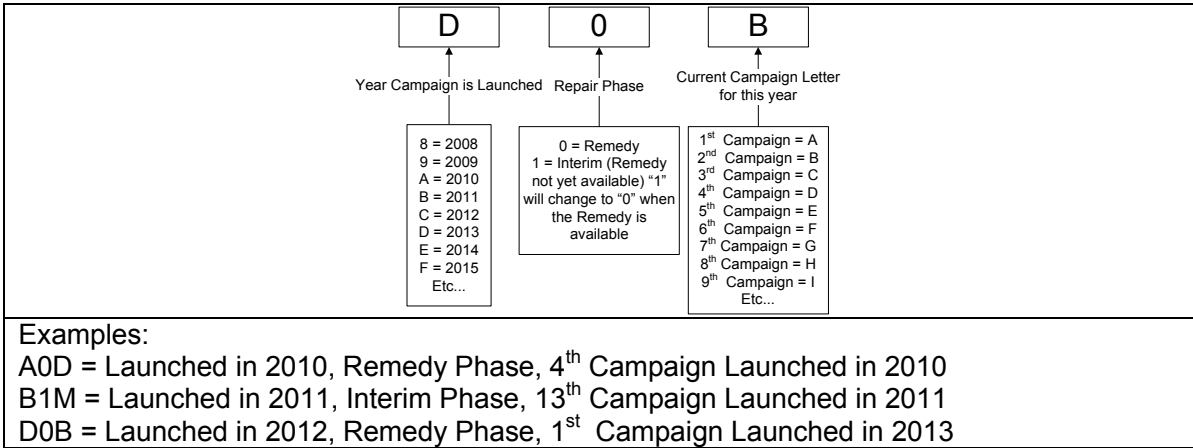 D 0 B
Year Campaign is Launched
Repair Phase
Current Campaign Letter
for this year
8 = 2008
9 = 2009
A = 2010
B = 2011
C = 2012
D = 2013
E = 2014
F = 2015
Etc...
0 = Remedy
1 = Interim (Remedy
not yet available) “1”
will change to “0” when
the Remedy is
available
1st Campaign = A
2nd Campaign = B
3rd Campaign = C
4th Campaign = D
5th Campaign = E
6th Campaign = F
7th Campaign = G
8th Campaign = H
9th Campaign = I
Etc...
Examples:
A0D = Launched in 2010, Remedy Phase, 4th Campaign Launched in 2010
B1M = Launched in 2011, Interim Phase, 13th Campaign Launched in 2011
D0B = Launched in 2012, Remedy Phase, 1st Campaign Launched in 2013